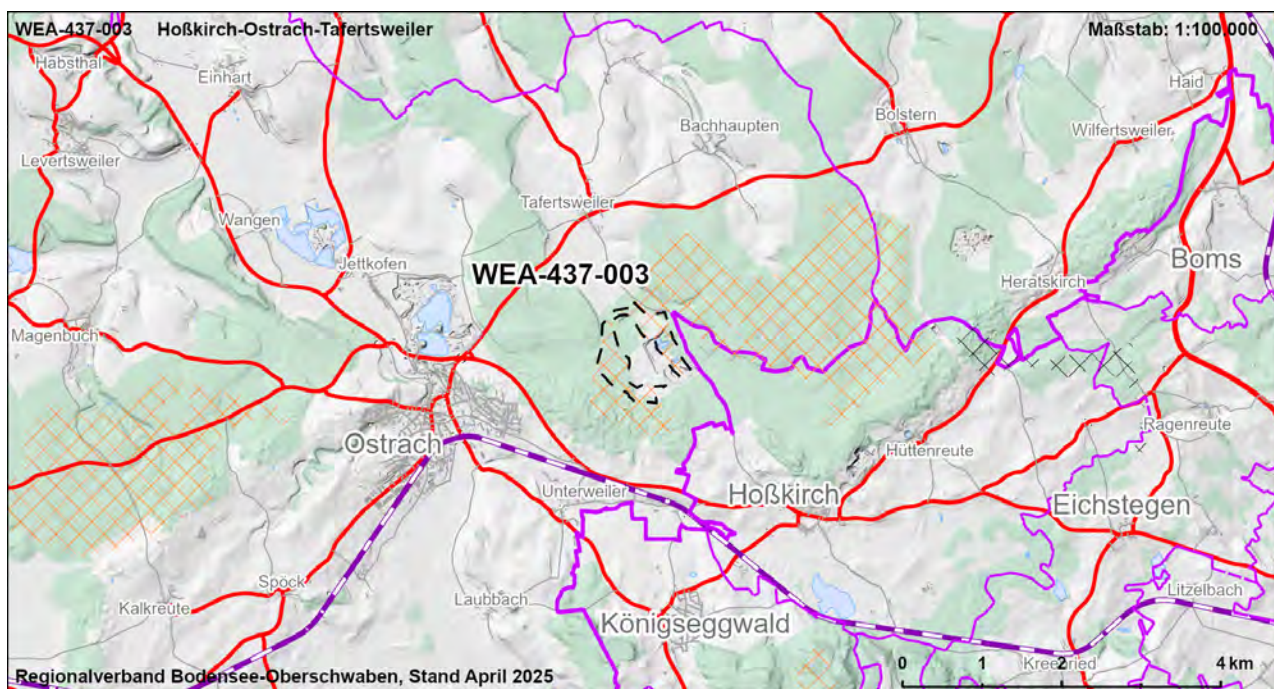 WEA-437-003 Hoßkirch-Ostrach-Tafertsweiler
Maßstab: 1:100.000
Habsthal
Einhart
Haid
Bolstern
Bachhaupten
Wilfertsweiler
Levertsweiler
Tafertsweiler
Wangen
Jettkofen
Boms
WEA-437-003
Heratskirch
Magenbuch
Ragenreute
Ostrach
Hüttenreute
Unterweiler
Hoßkirch
Eichstegen
Spöck
Litzelbach
Kalkreute
Laubbach
Königseggwald
Kreenried
0 1 2 4 km
Regionalverband Bodensee-Oberschwaben, Stand April 2025